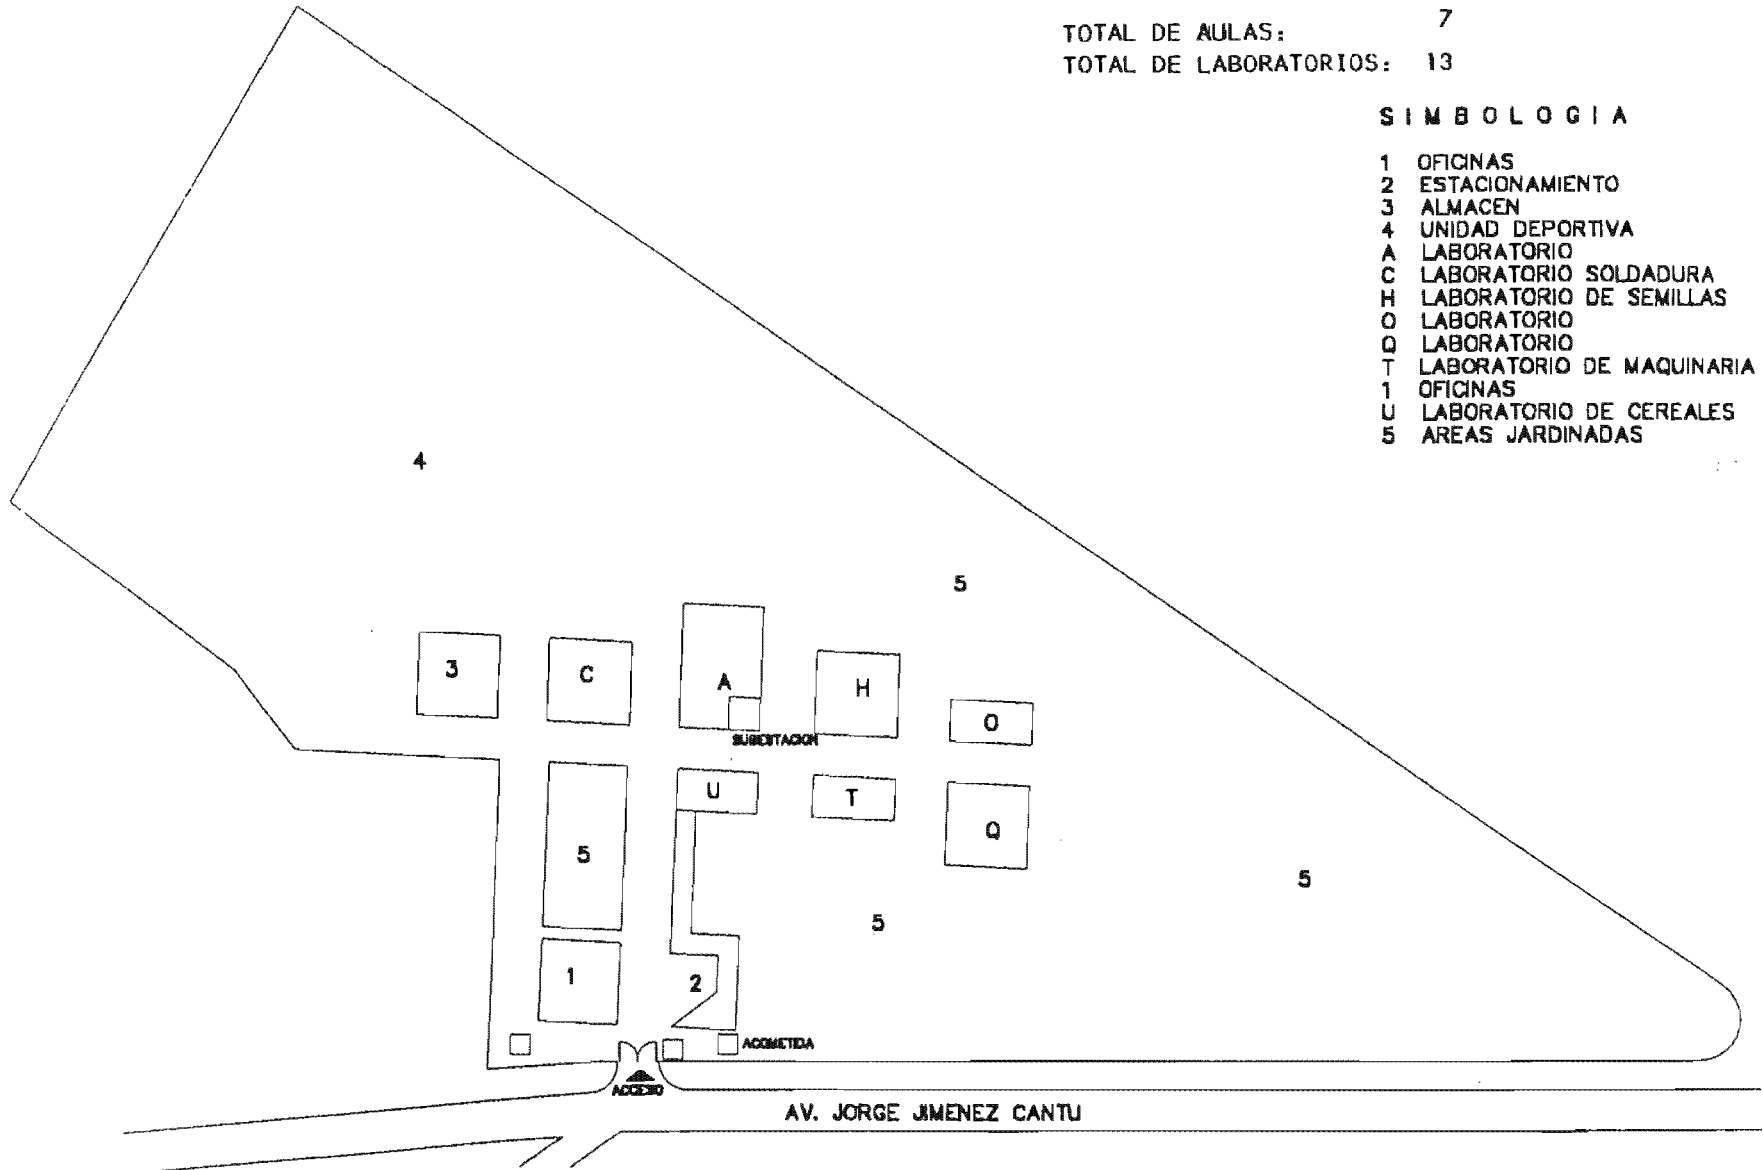 TOTAL DE AULAS: 7
TOTAL DE LABORATORIOS: 13
SIMBOLOGIA
1 OFICINAS
2 ESTACIONAMIENTO
3 ALMACEN
4 UNIDAD DEPORTIVA
A LABORATORIO
C LABORATORIO SOLDADURA
H LABORATORIO DE SEMILLAS
O LABORATORIO
Q LABORATORIO
T LABORATORIO DE MAQUINARIA
1 OFICINAS
U LABORATORIO DE CEREALES
5 AREAS JARDINADAS
4
5
3
C
A
H
O
SUBESTACION
U
T
Q
5
5
5
1
2
ACOMETIDA
ACCESO
AV. JORGE JIMENEZ CANTU